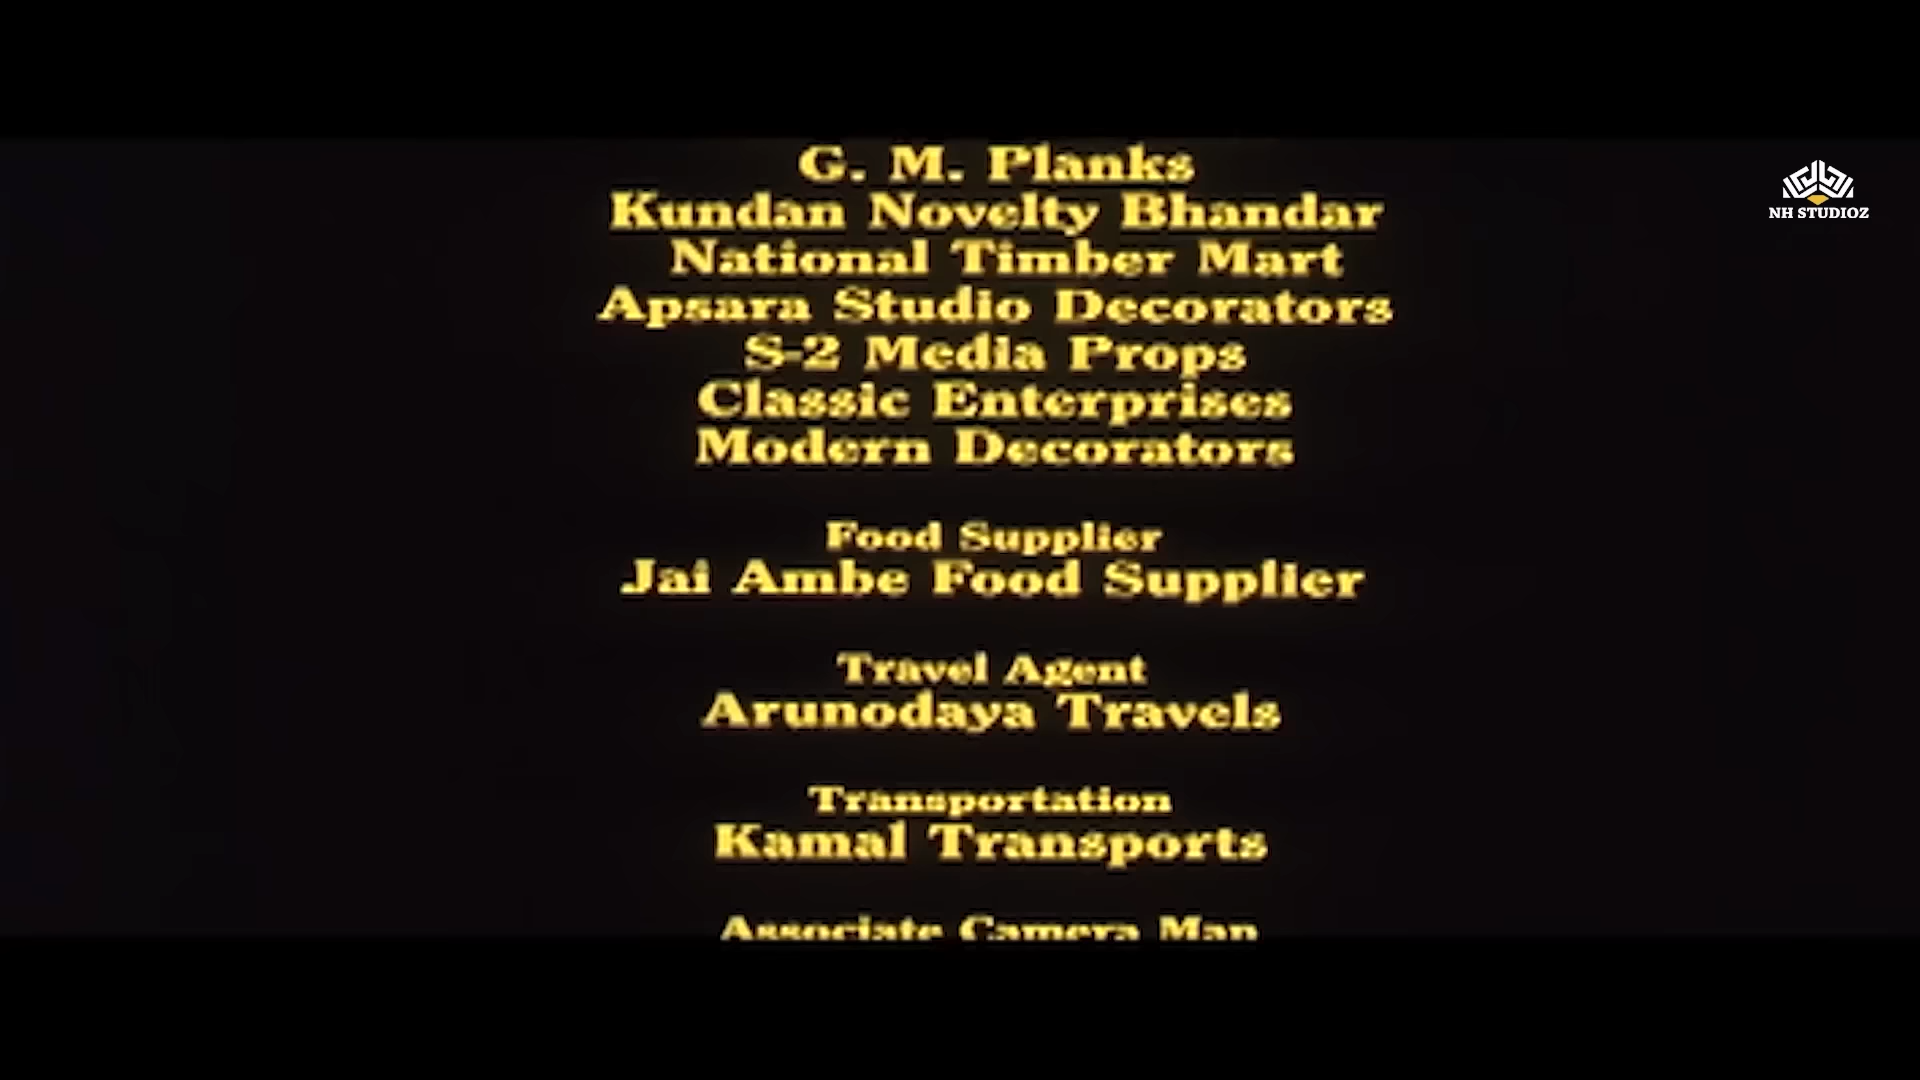 G. M. Planks
Kundan Novelty Bhandar
National Timber Mart
Apsara Studio Decorators
S-2 Media Props
Classic Enterprises
Modern Decorators
Food Supplier
Jai Ambe Food Supplier
Travel Agent
Arunodaya Travels
Transportation
Kamal Transports
Associate Camera Man
NH STUDIOZ